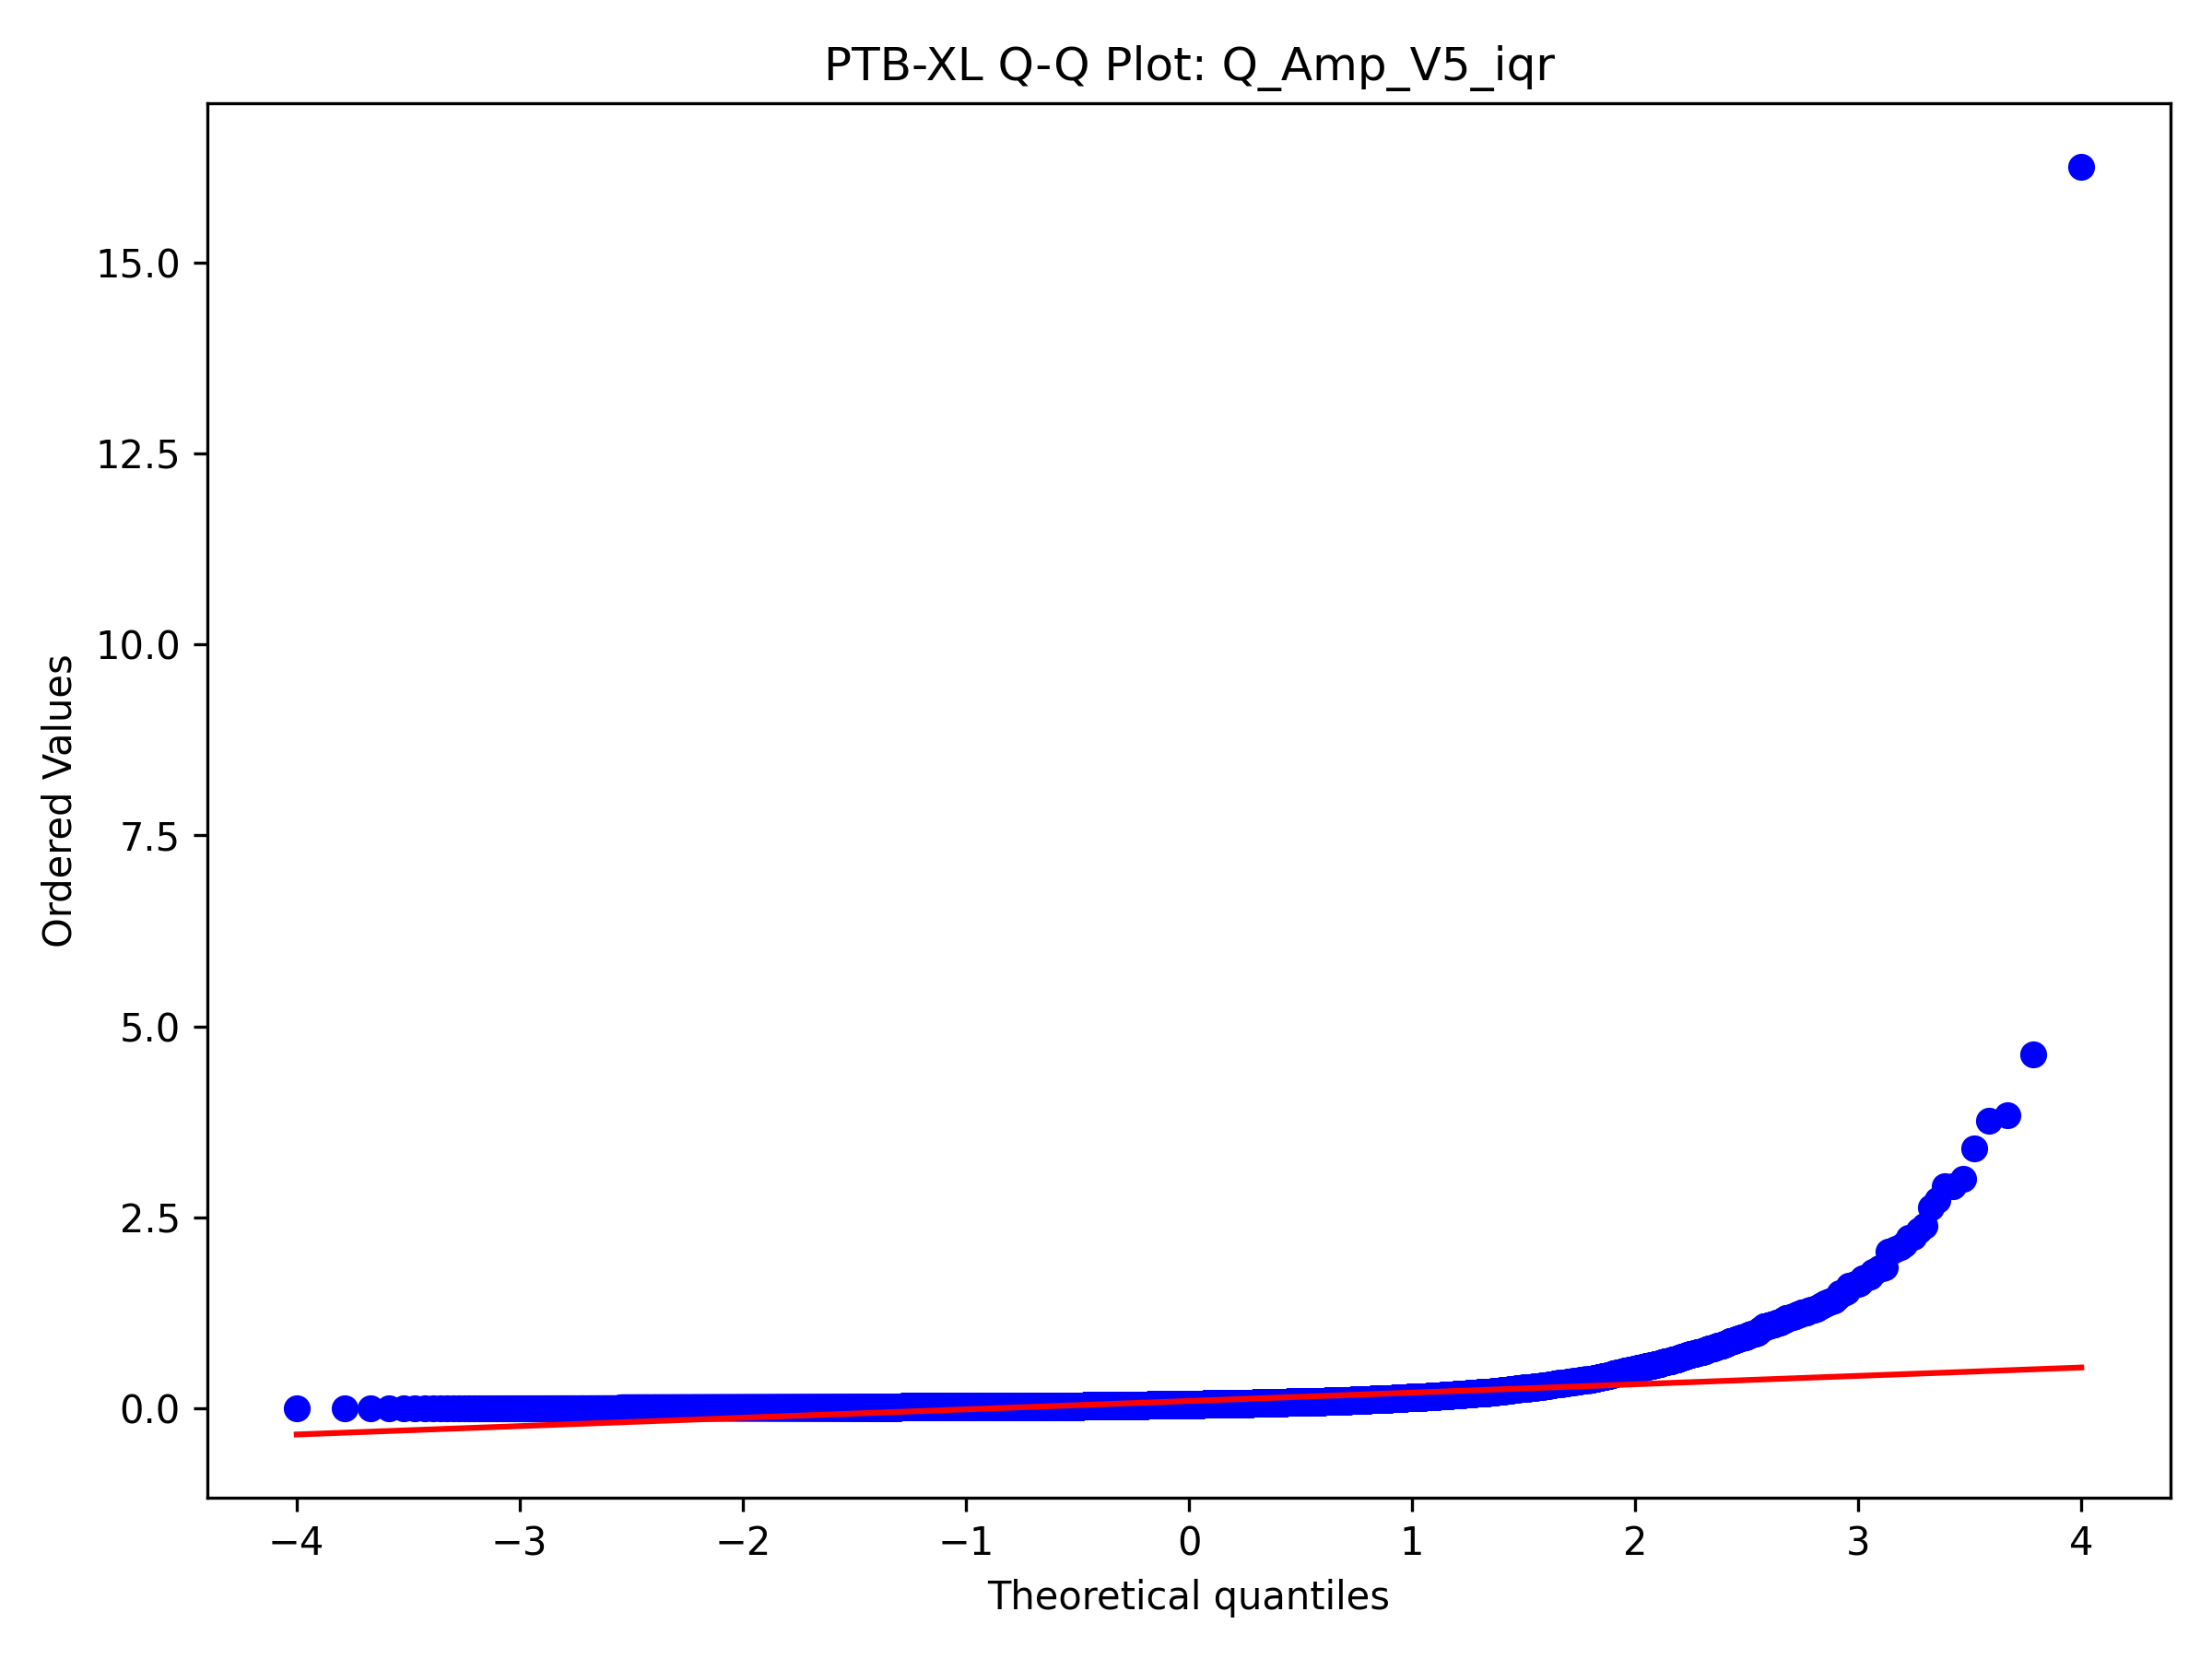 PTB-XL Q-Q Plot: Q_Amp_V5_iqr
15.0
12.5
10.0
7.5
5.0
2.5
0.0
Ordered Values
−4 −3 −2 −1 0 1 2 3 4
Theoretical quantiles